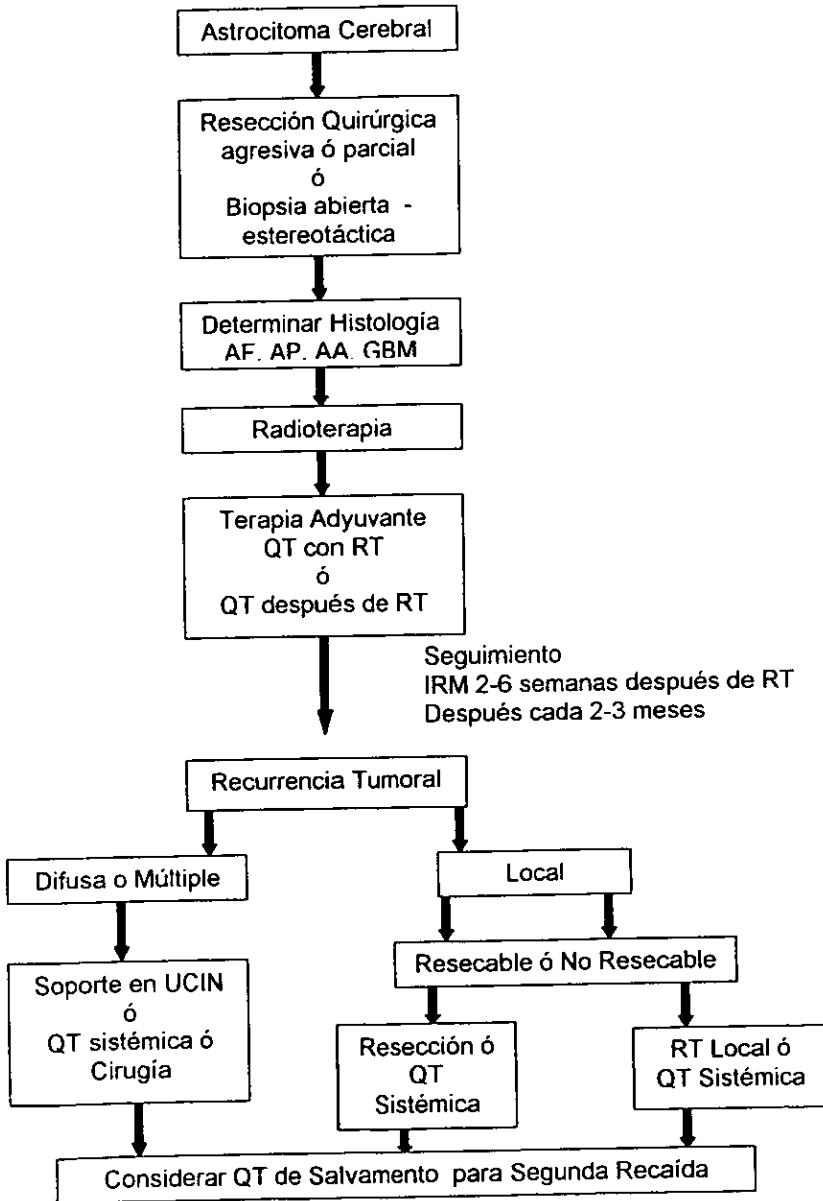 Astrocitoma Cerebral
Resección Quirúrgica
agresiva ó parcial
ó
Biopsia abierta -
estereotáctica
Determinar Histología
AF. AP. AA. GBM
Radioterapia
Terapia Adyuvante
QT con RT
ó
QT después de RT
Seguimiento
IRM 2-6 semanas después de RT
Después cada 2-3 meses
Recurrencia Tumoral
Difusa o Múltiple
Local
Soporte en UCIN
ó
QT sistémica ó
Cirugía
Resecable ó No Resecable
Resección ó
QT
Sistémica
RT Local ó
QT Sistémica
Considerar QT de Salvamento para Segunda Recaída